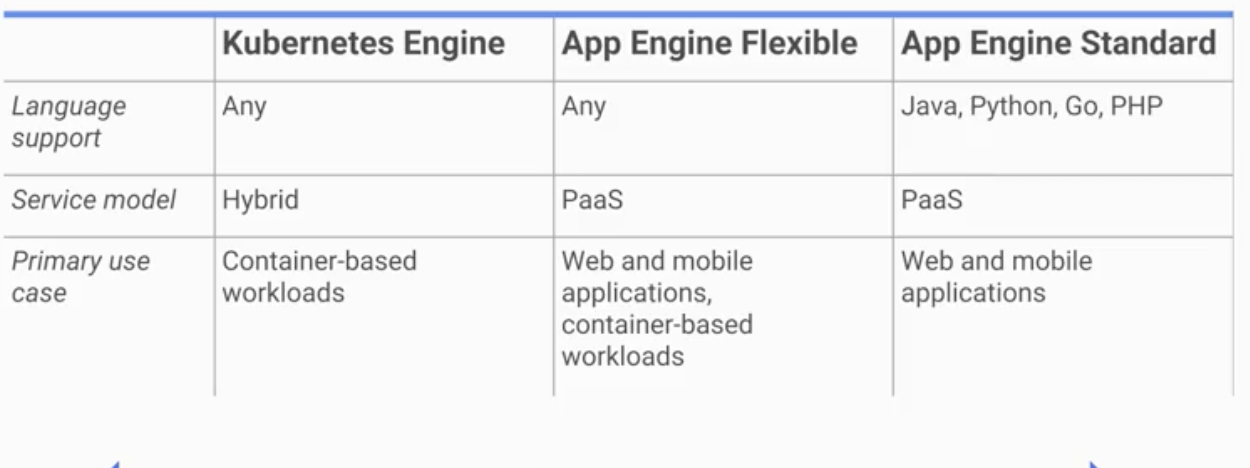 Kubernetes Engine App Engine Flexible App Engine Standard
Language support Any Any Java, Python, Go, PHP
Service model Hybrid PaaS PaaS
Primary use case Container-based workloads Web and mobile applications, container-based workloads Web and mobile applications